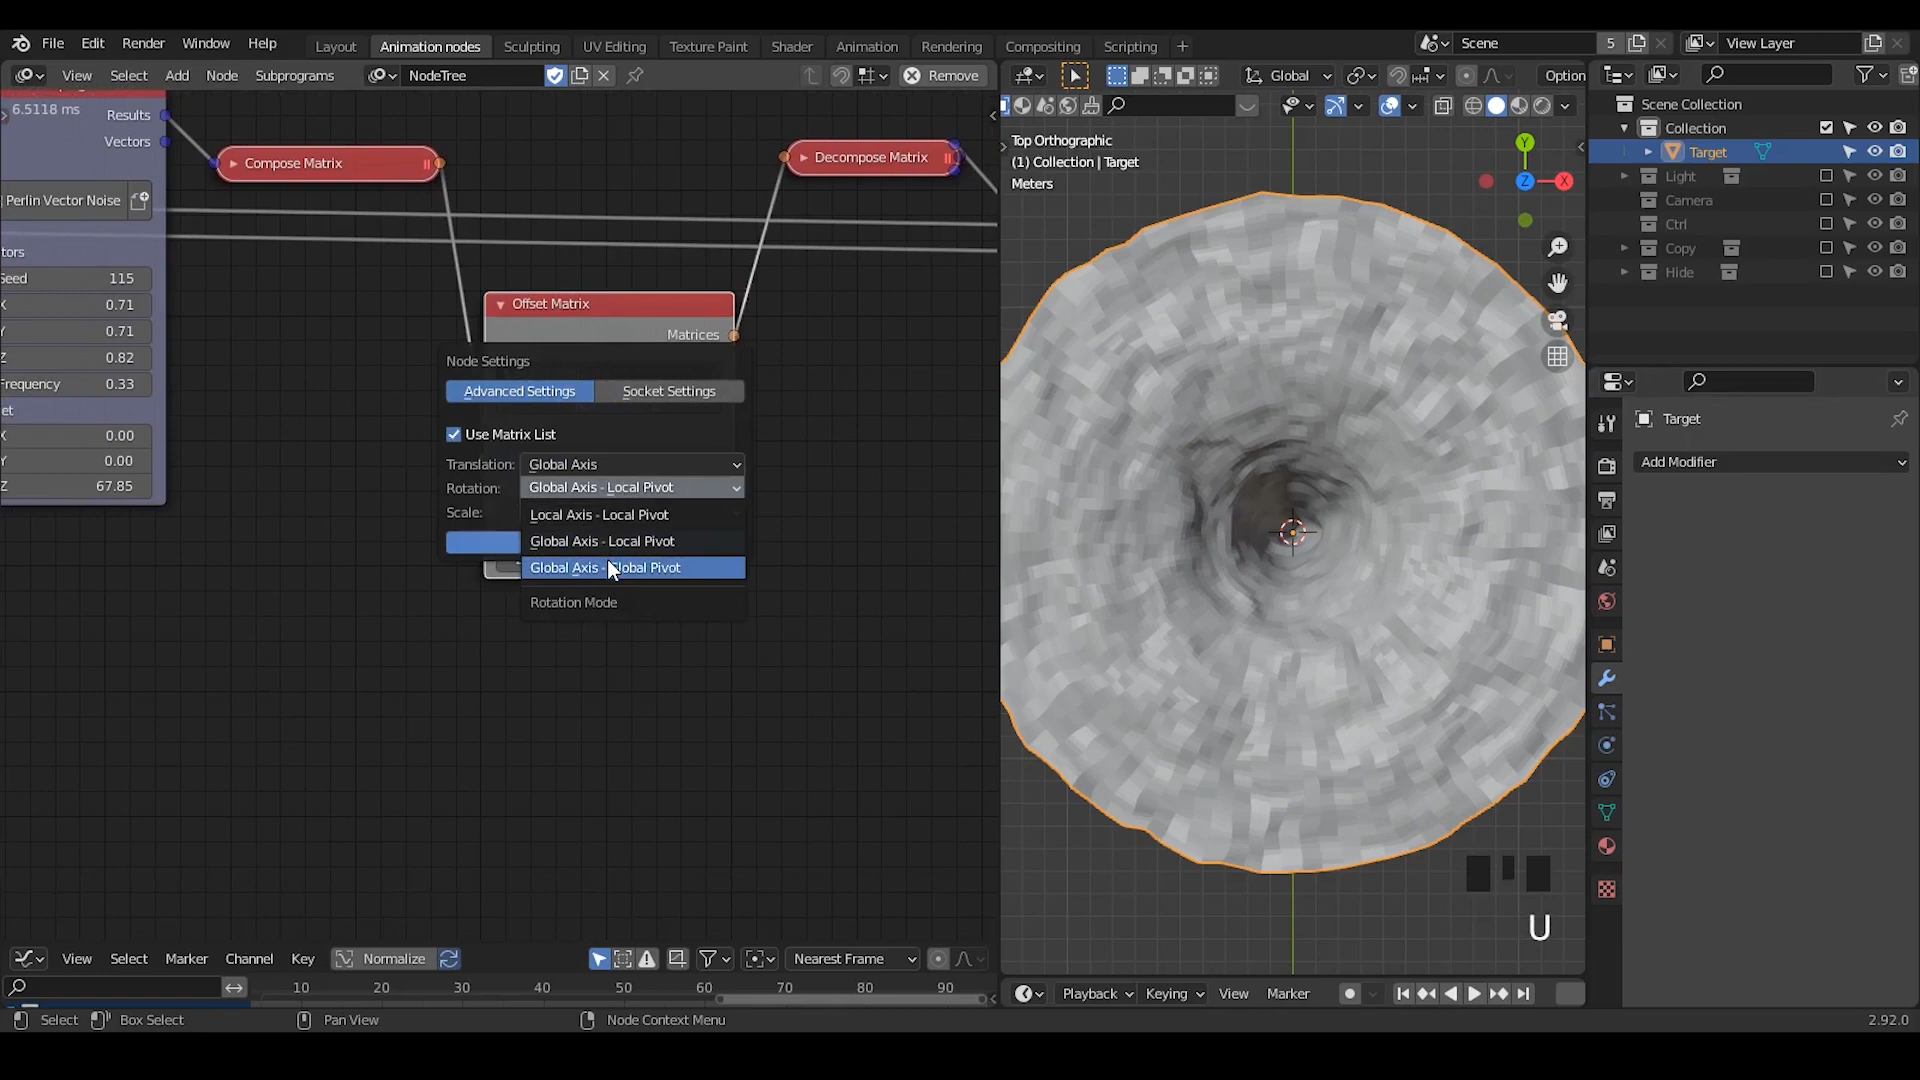 File Edit Render Window Help
Layout Animation nodes Sculpting UV Editing Texture Paint Shader Animation Rendering Compositing Scripting +
Scene 5 View Layer
View Select Add Node Subprograms NodeTree Remove
Global Option
6.5118 ms
Results
Vectors
Perlin Vector Noise
tors
Seed 115
X 0.71
Y 0.71
Z 0.82
Frequency 0.33
et
X 0.00
Y 0.00
Z 67.85
Compose Matrix
Decompose Matrix
Offset Matrix
Matrices
Node Settings
Advanced Settings Socket Settings
Use Matrix List
Translation: Global Axis
Rotation: Global Axis - Local Pivot
Scale:
Local Axis - Local Pivot
Global Axis - Local Pivot
Global Axis - Global Pivot
Rotation Mode
Top Orthographic
(1) Collection | Target
Meters
Y
Z
X
U
Scene Collection
Collection
Target
Light
Camera
Ctrl
Copy
Hide
Target
Add Modifier
View Select Marker Channel Key Normalize Nearest Frame
10 20 30 40 50 60 70 80 90
Playback Keying View Marker
Select Box Select Pan View Node Context Menu 2.92.0